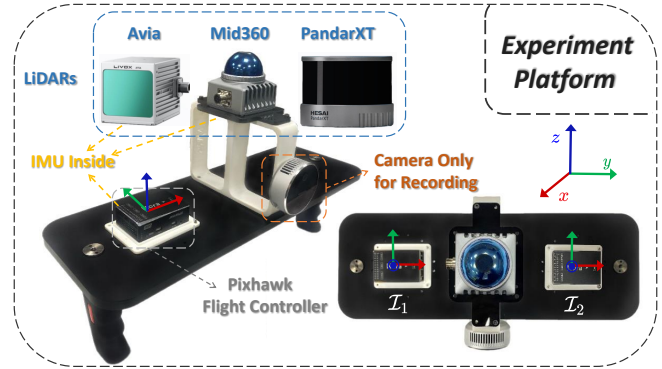 Avia
Mid360
PandarXT
LiDARs
LIVOX
HESAI
PandarXT
Experiment
Platform
IMU Inside
Camera Only
for Recording
z
y
x
Pixhawk
Flight Controller
I₁
I₂